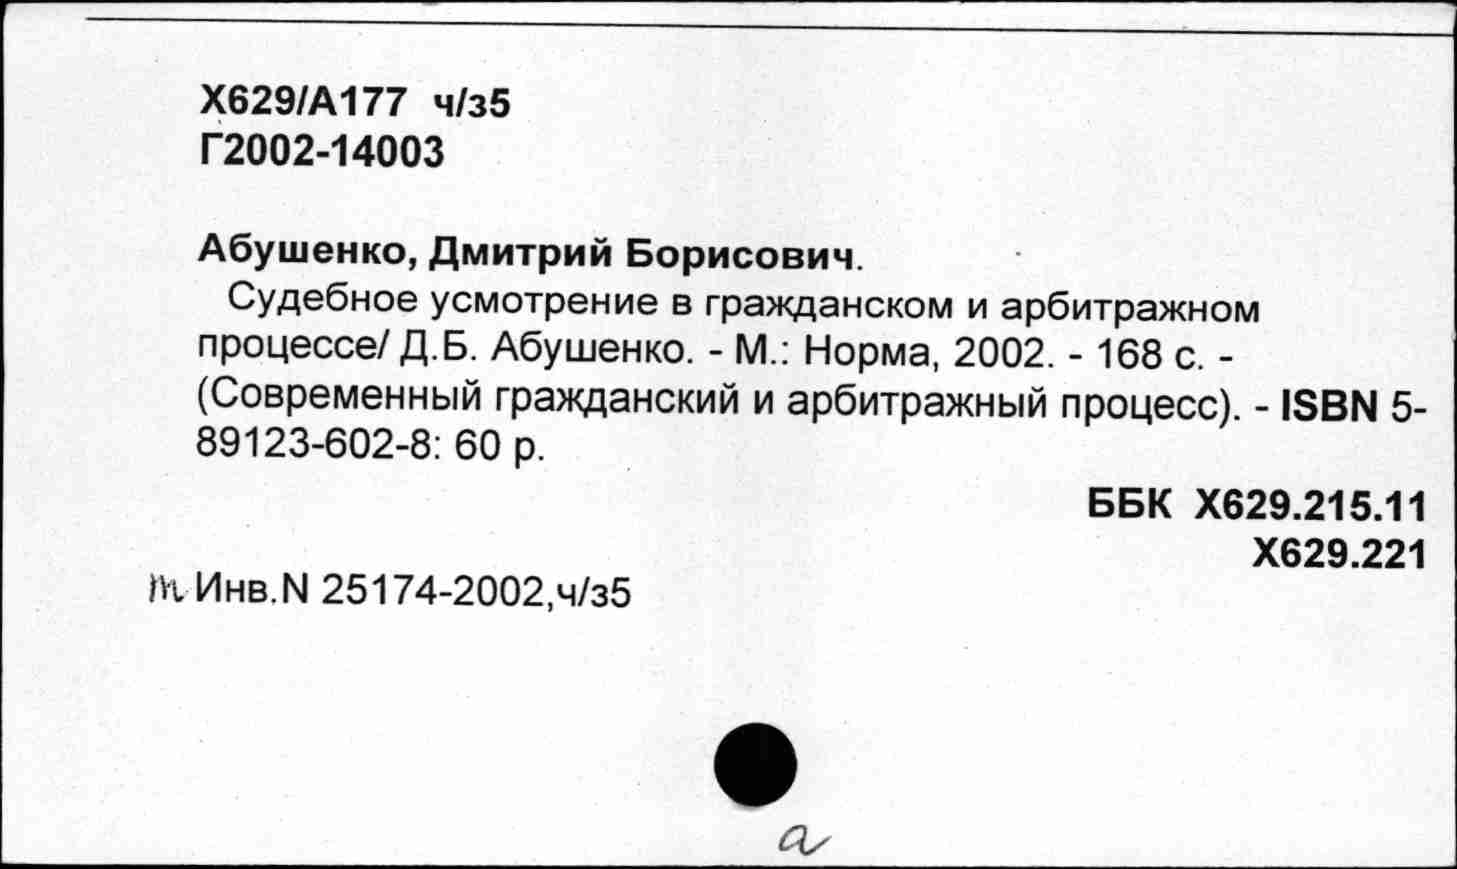 Х629/А177 ч/з5
Г2002-14003
Абушенко, Дмитрий Борисович.
Судебное усмотрение в гражданском и арбитражном
процессе/ Д.Б. Абушенко. - М.: Норма, 2002. - 168 с. -
(Современный гражданский и арбитражный процесс). - ISBN 5-
89123-602-8: 60 р.
ББК Х629.215.11
Х629.221
Инв.N 25174-2002,ч/з5
а